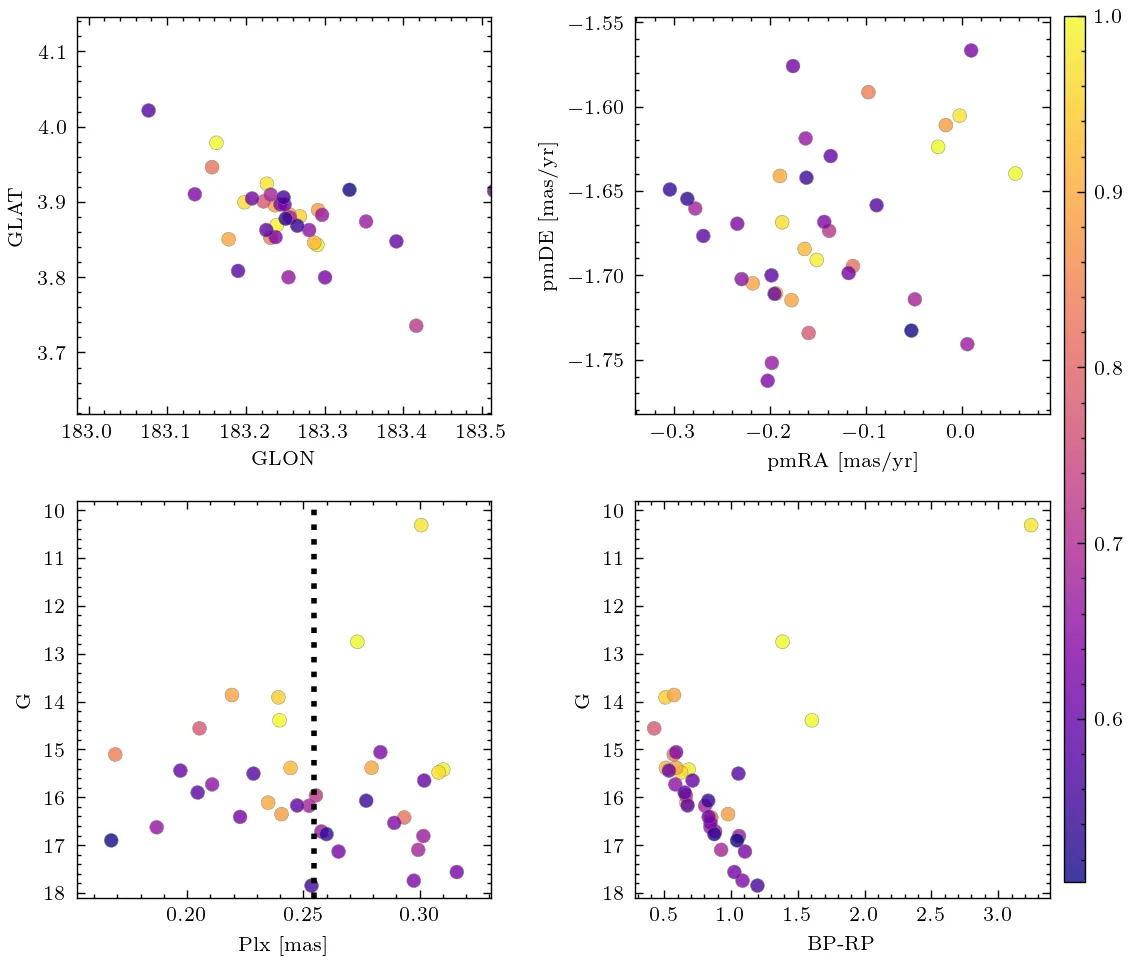 4.1
4.0
3.9
3.8
3.7
GLAT
183.0 183.1 183.2 183.3 183.4 183.5
GLON
−1.55
−1.60
−1.65
−1.70
−1.75
pmDE [mas/yr]
−0.3 −0.2 −0.1 0.0
pmRA [mas/yr]
1.0
0.9
0.8
0.7
0.6
10
11
12
13
14
15
16
17
18
G
0.20 0.25 0.30
Plx [mas]
10
11
12
13
14
15
16
17
18
G
0.5 1.0 1.5 2.0 2.5 3.0
BP-RP